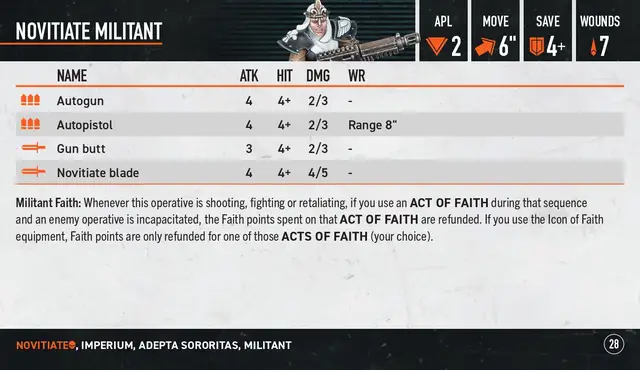 NOVITIATE MILITANT
APL
2
MOVE
6"
SAVE
4+
WOUNDS
7
NAME ATK HIT DMG WR
Autogun 4 4+ 2/3 -
Autopistol 4 4+ 2/3 Range 8"
Gun butt 3 4+ 2/3 -
Novitiate blade 4 4+ 4/5 -
Militant Faith: Whenever this operative is shooting, fighting or retaliating, if you use an ACT OF FAITH during that sequence
and an enemy operative is incapacitated, the Faith points spent on that ACT OF FAITH are refunded. If you use the Icon of Faith
equipment, Faith points are only refunded for one of those ACTS OF FAITH (your choice).
NOVITIATE, IMPERIUM, ADEPTA SORORITAS, MILITANT
28